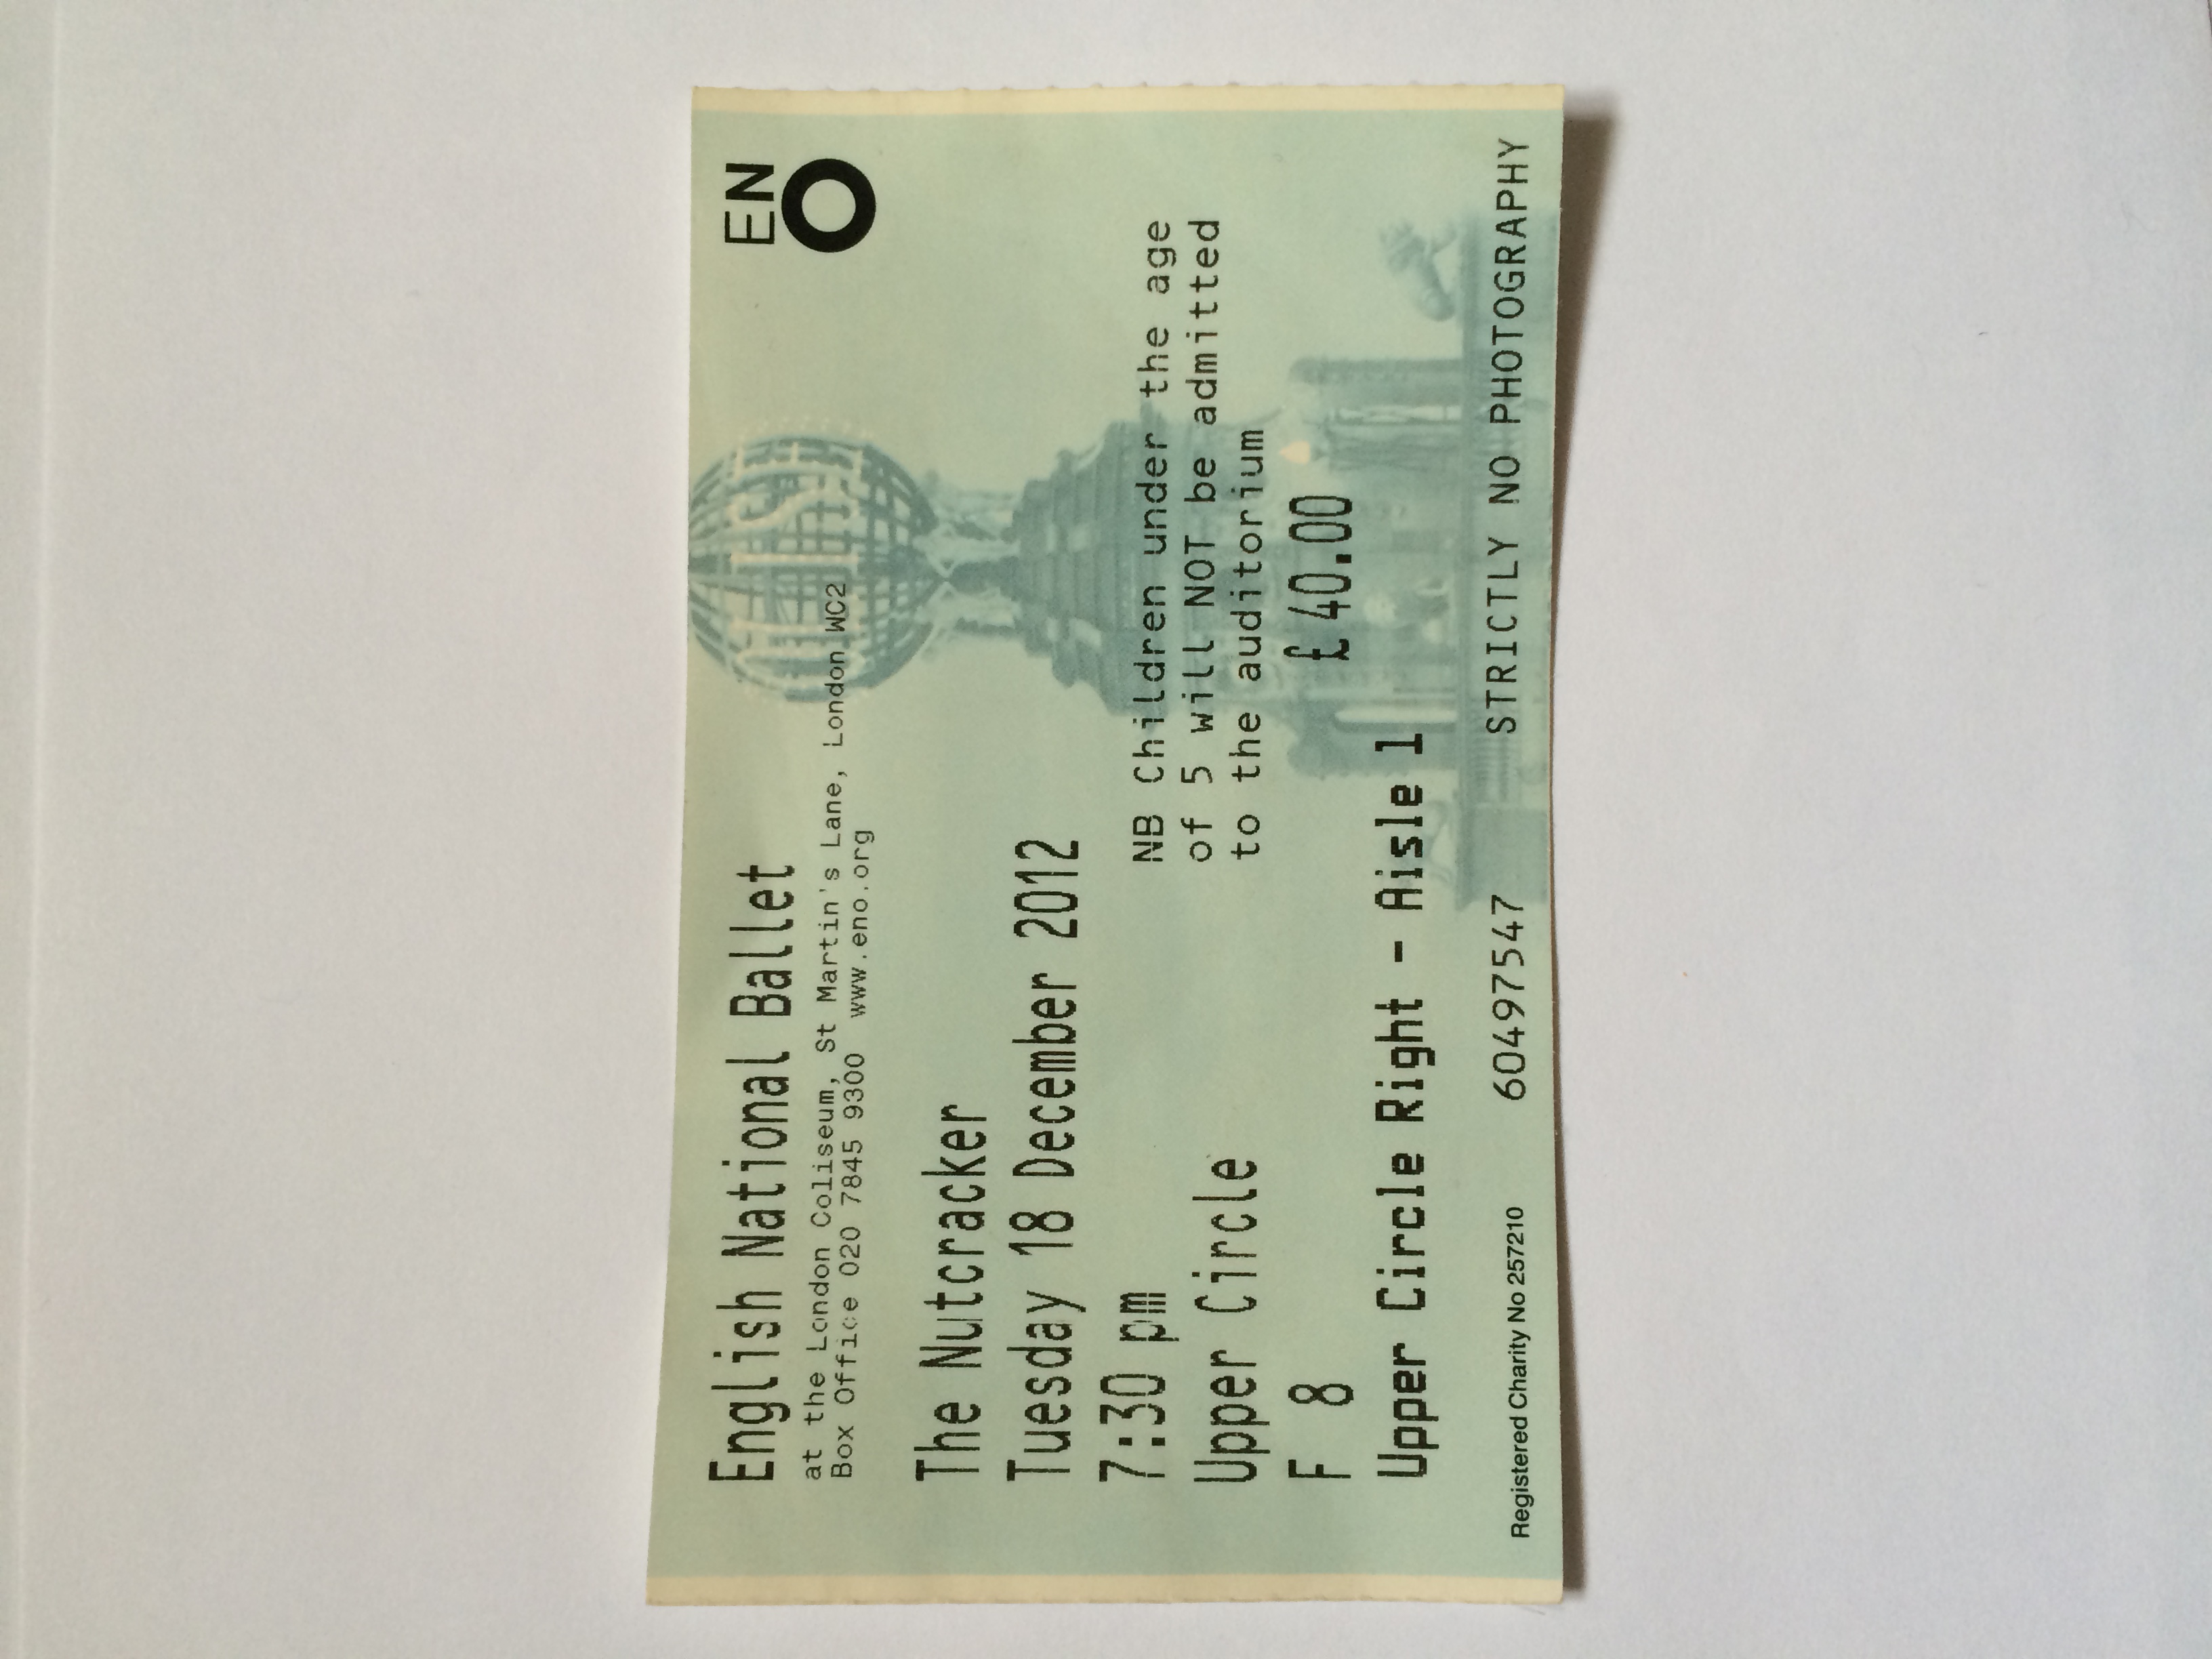 EN
O
English National Ballet
at the London Coliseum, St Martin's Lane, London WC2
Box Office 020 7845 9300 www.eno.org
The Nutcracker
Tuesday 18 December 2012
7:30 pm
NB Children under the age
of 5 will NOT be admitted
to the auditorium
Upper Circle
F 8 £ 40.00
Upper Circle Right - Aisle 1
Registered Charity No 257210 60497547 STRICTLY NO PHOTOGRAPHY